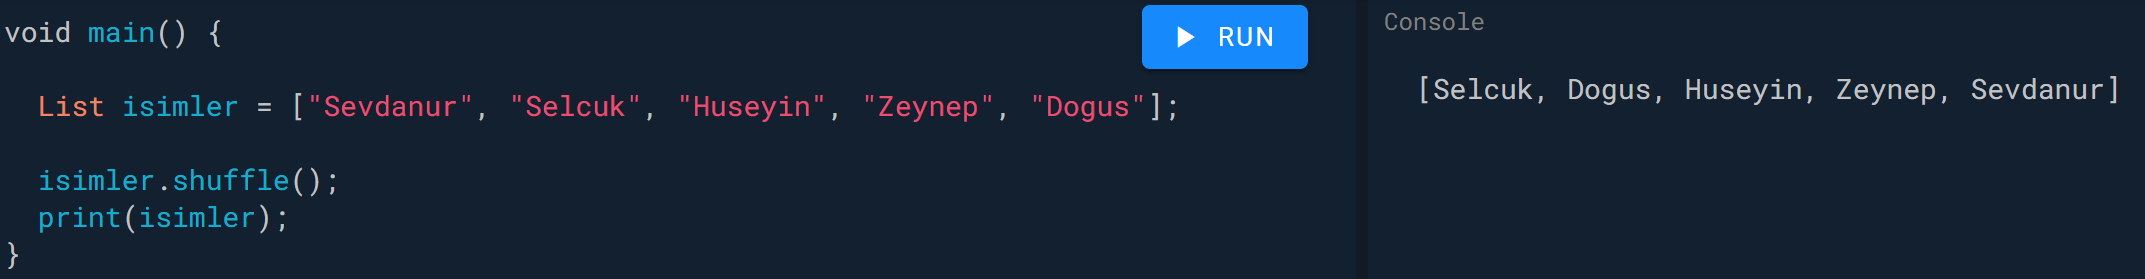 void main() {
RUN
List isimler = ["Sevdanur", "Selcuk", "Huseyin", "Zeynep", "Dogus"];
isimler.shuffle();
print(isimler);
}
Console
[Selcuk, Dogus, Huseyin, Zeynep, Sevdanur]